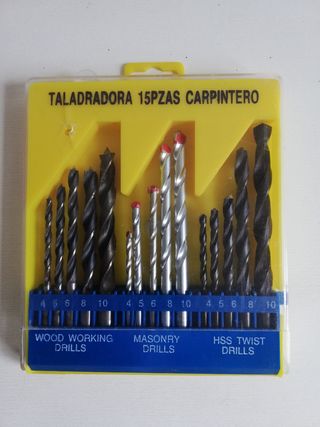 TALADRADORA 15PZAS CARPINTERO
4 5 6 8 10 4 5 6 8 10 4 5 6 8 10
WOOD WORKING DRILLS
MASONRY DRILLS
HSS TWIST DRILLS